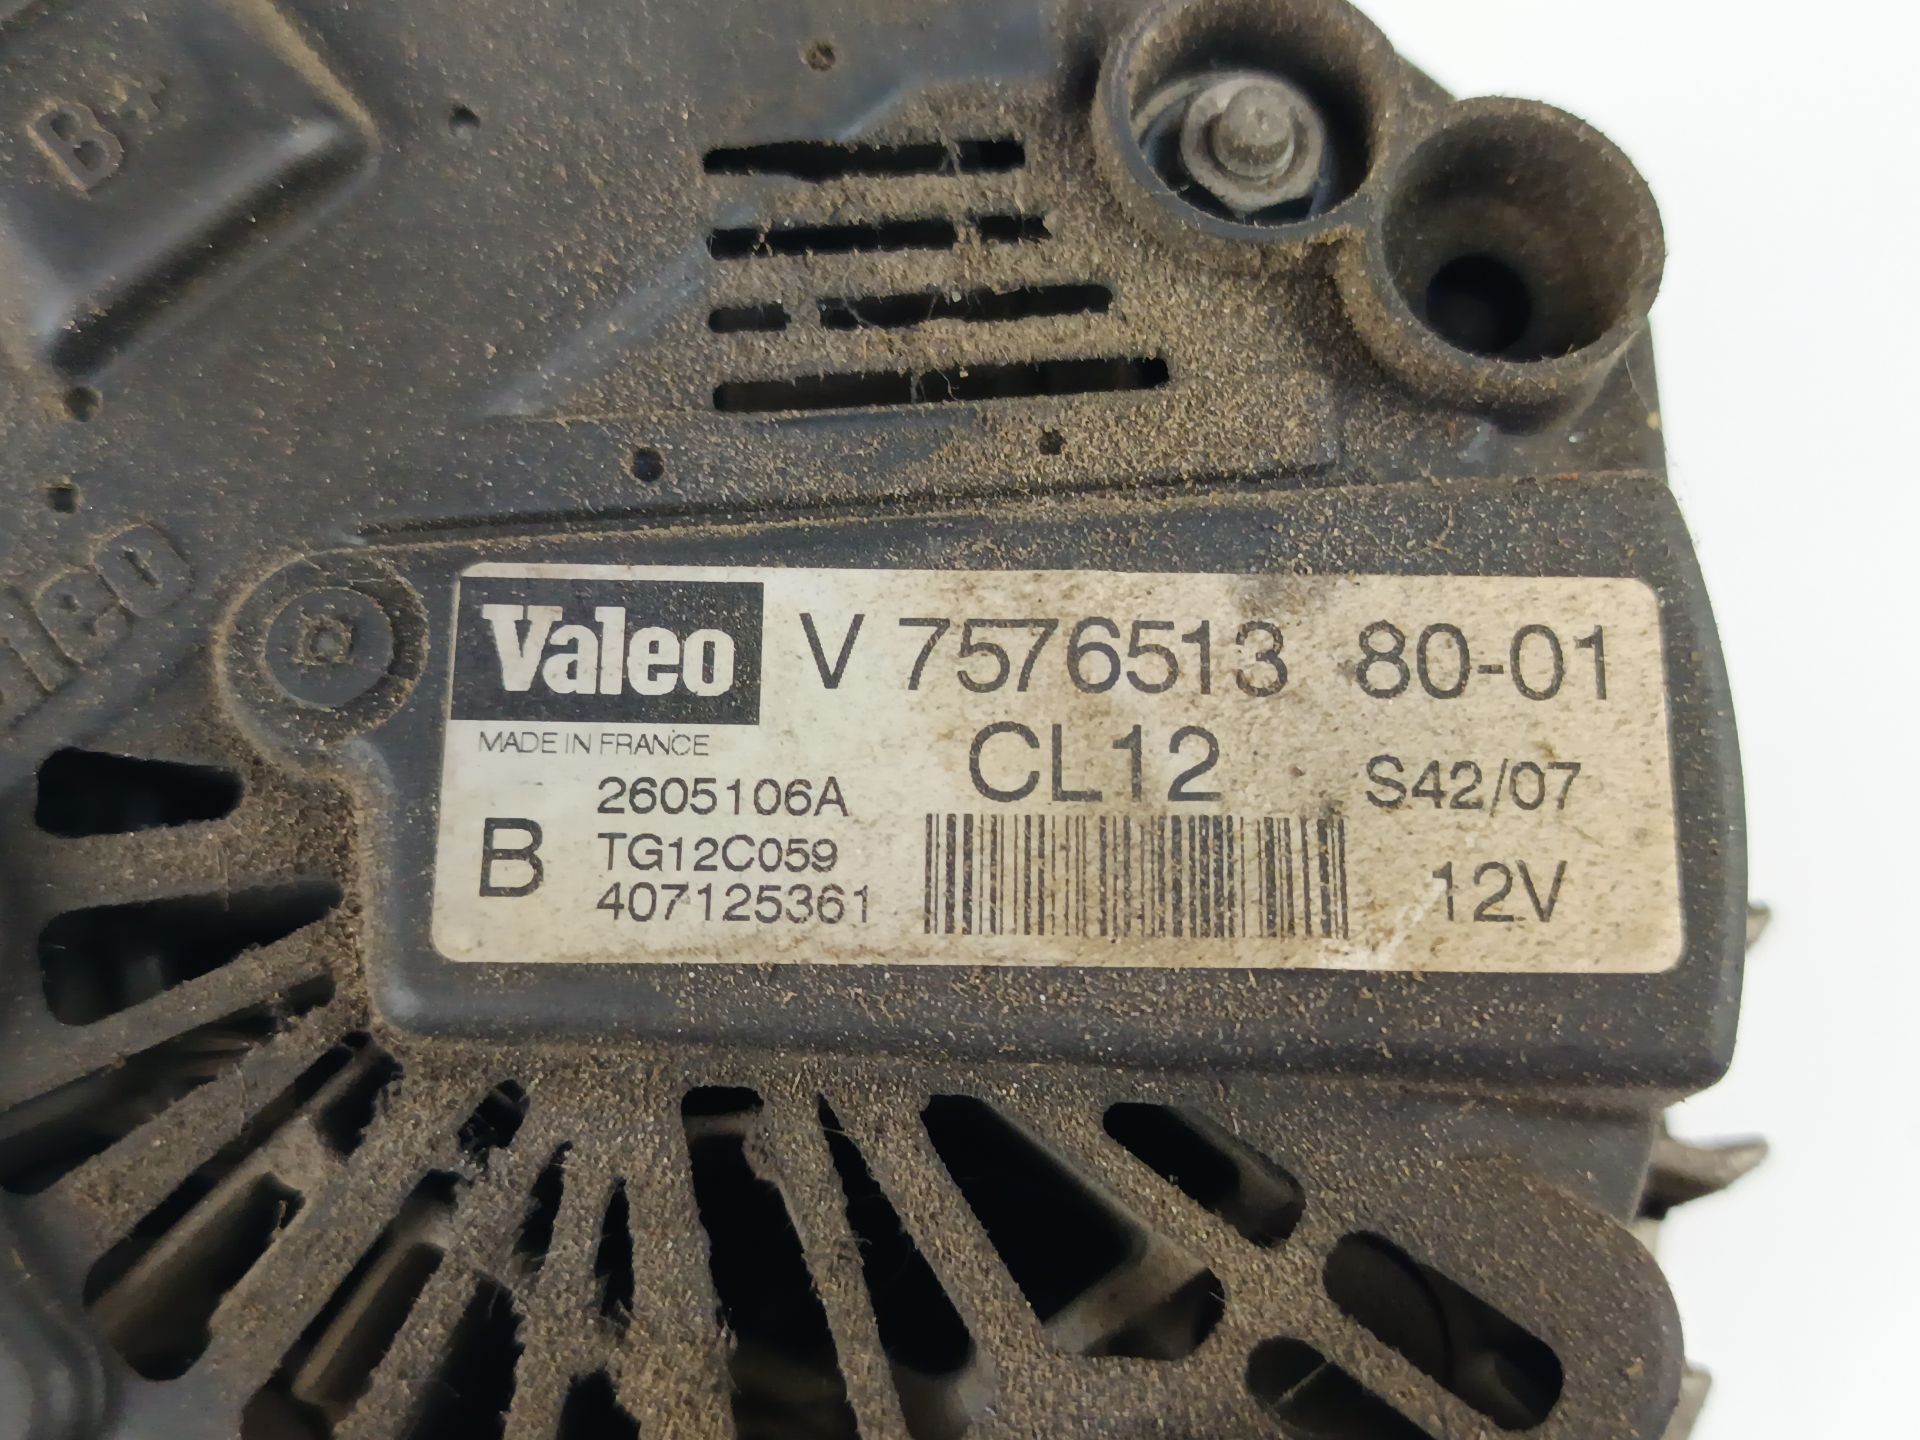 B+
Valeo V 7576513 80-01
MADE IN FRANCE
CL12 S42/07
2605106A
B TG12C059
407125361
12V